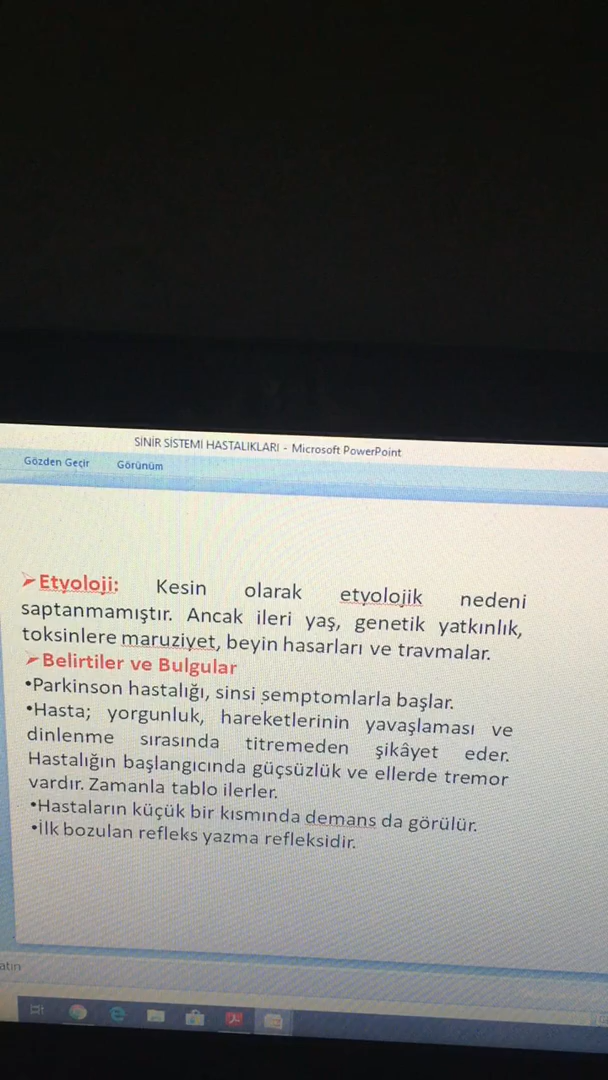 SİNİR SİSTEMİ HASTALIKLARI - Microsoft PowerPoint
Gözden Geçir Görünüm
➢Etyoloji: Kesin olarak etyolojik nedeni
saptanmamıştır. Ancak ileri yaş, genetik yatkınlık,
toksinlere maruziyet, beyin hasarları ve travmalar.
➢Belirtiler ve Bulgular
•Parkinson hastalığı, sinsi semptomlarla başlar.
•Hasta; yorgunluk, hareketlerinin yavaşlaması ve
dinlenme sırasında titremeden şikâyet eder.
Hastalığın başlangıcında güçsüzlük ve ellerde tremor
vardır. Zamanla tablo ilerler.
•Hastaların küçük bir kısmında demans da görülür.
•İlk bozulan refleks yazma refleksidir.
atın